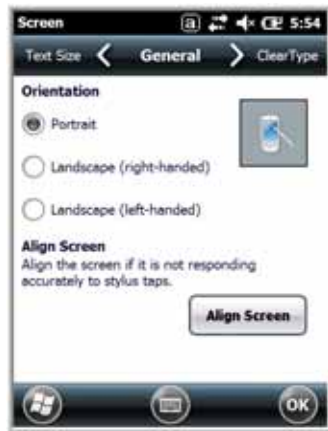 Screen a 5:54
Text Size General ClearType
Orientation
Portrait
Landscape (right-handed)
Landscape (left-handed)
Align Screen
Align the screen if it is not responding
accurately to stylus taps.
Align Screen
OK